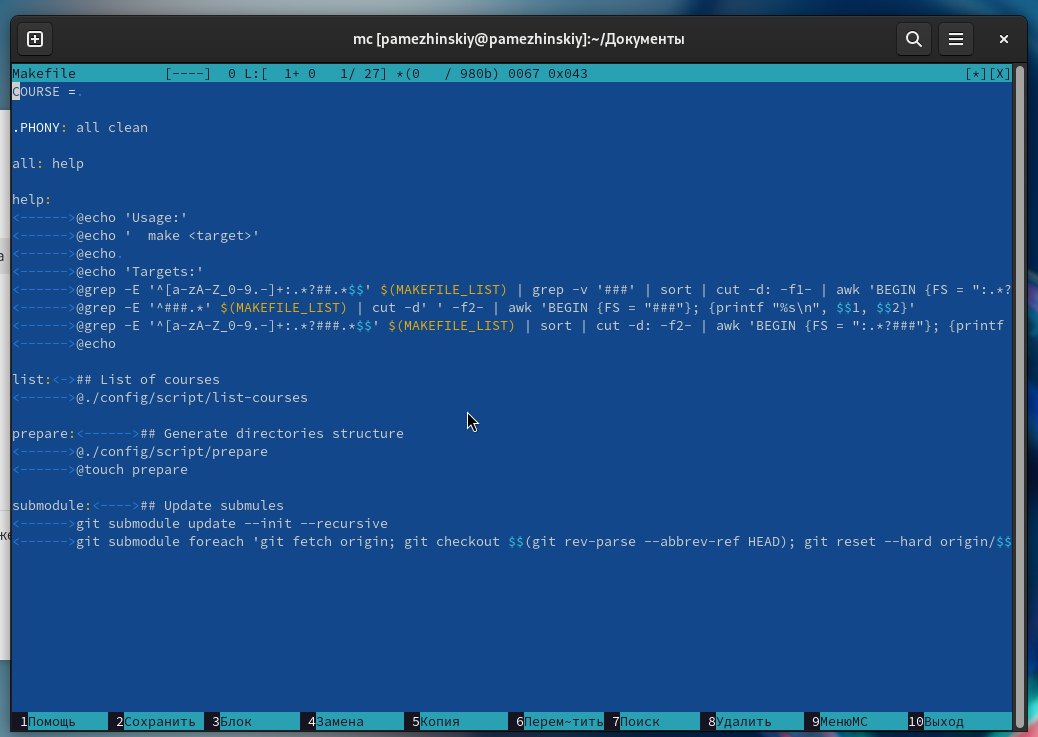 mc [pamezhinskiy@pamezhinskiy]:~/Документы
Makefile [----] 0 L:[ 1+ 0 1/ 27] *(0 / 980b) 0067 0x043 [*][X]
COURSE =.

.PHONY: all clean

all: help

help:
<------>@echo 'Usage:'
<------>@echo '  make <target>'
<------>@echo.
<------>@echo 'Targets:'
<------>@grep -E '^[a-zA-Z_0-9.-]+:.*?##.*$$' $(MAKEFILE_LIST) | grep -v '###' | sort | cut -d: -f1- | awk 'BEGIN {FS = ":.*?
<------>@grep -E '^###.*' $(MAKEFILE_LIST) | cut -d' ' -f2- | awk 'BEGIN {FS = "###"}; {printf "%s\n", $$1, $$2}'
<------>@grep -E '^[a-zA-Z_0-9.-]+:.*?###.*$$' $(MAKEFILE_LIST) | sort | cut -d: -f2- | awk 'BEGIN {FS = ":.*?###"}; {printf
<------>@echo

list:<->## List of courses
<------>@./config/script/list-courses

prepare:<------>## Generate directories structure
<------>@./config/script/prepare
<------>@touch prepare

submodule:<---->## Update submules
<------>git submodule update --init --recursive
<------>git submodule foreach 'git fetch origin; git checkout $$(git rev-parse --abbrev-ref HEAD); git reset --hard origin/$$
1Помощь 2Сохранить 3Блок 4Замена 5Копия 6Перем~тить 7Поиск 8Удалить 9МенюMC 10Выход